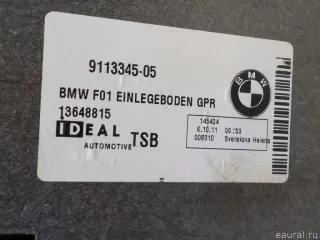 9113345-05
BMW
BMW F01 EINLEGEBODEN GPR
13648815
145404
6.10.11 06:53
008310 Sverakova Helena
IDEAL
AUTOMOTIVE
TSB
eaural.ru